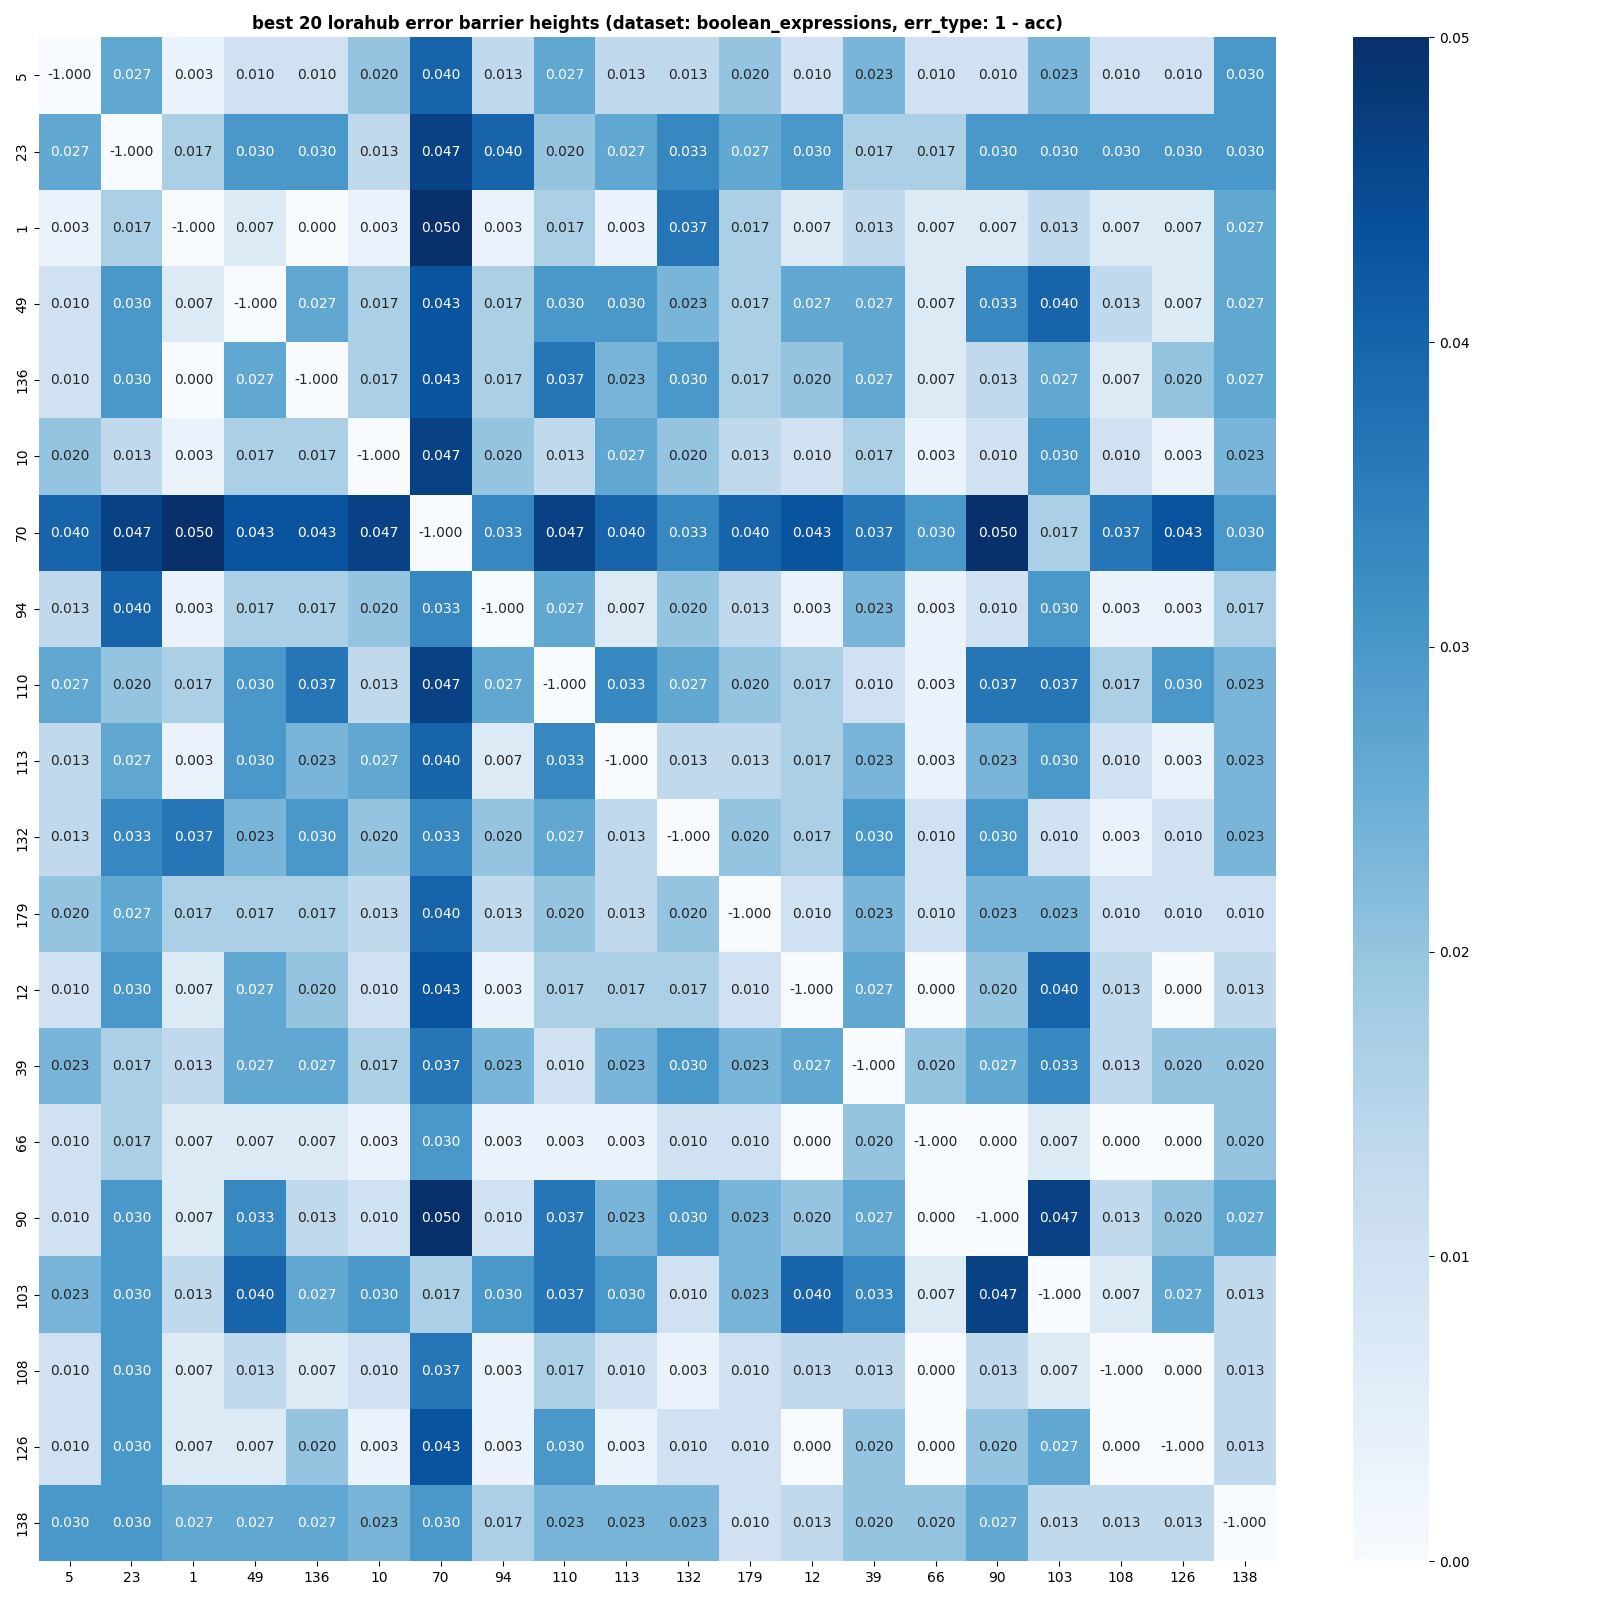 best 20 lorahub error barrier heights (dataset: boolean_expressions, err_type: 1 - acc)
5 -1.000 0.027 0.003 0.010 0.010 0.020 0.040 0.013 0.027 0.013 0.013 0.020 0.010 0.023 0.010 0.010 0.023 0.010 0.010 0.030
23 0.027 -1.000 0.017 0.030 0.030 0.013 0.047 0.040 0.020 0.027 0.033 0.027 0.030 0.017 0.017 0.030 0.030 0.030 0.030 0.030
1 0.003 0.017 -1.000 0.007 0.000 0.003 0.050 0.003 0.017 0.003 0.037 0.017 0.007 0.013 0.007 0.007 0.013 0.007 0.007 0.027
49 0.010 0.030 0.007 -1.000 0.027 0.017 0.043 0.017 0.030 0.030 0.023 0.017 0.027 0.027 0.007 0.033 0.040 0.013 0.007 0.027
136 0.010 0.030 0.000 0.027 -1.000 0.017 0.043 0.017 0.037 0.023 0.030 0.017 0.020 0.027 0.007 0.013 0.027 0.007 0.020 0.027
10 0.020 0.013 0.003 0.017 0.017 -1.000 0.047 0.020 0.013 0.027 0.020 0.013 0.010 0.017 0.003 0.010 0.030 0.010 0.003 0.023
70 0.040 0.047 0.050 0.043 0.043 0.047 -1.000 0.033 0.047 0.040 0.033 0.040 0.043 0.037 0.030 0.050 0.017 0.037 0.043 0.030
94 0.013 0.040 0.003 0.017 0.017 0.020 0.033 -1.000 0.027 0.007 0.020 0.013 0.003 0.023 0.003 0.010 0.030 0.003 0.003 0.017
110 0.027 0.020 0.017 0.030 0.037 0.013 0.047 0.027 -1.000 0.033 0.027 0.020 0.017 0.010 0.003 0.037 0.037 0.017 0.030 0.023
113 0.013 0.027 0.003 0.030 0.023 0.027 0.040 0.007 0.033 -1.000 0.013 0.013 0.017 0.023 0.003 0.023 0.030 0.010 0.003 0.023
132 0.013 0.033 0.037 0.023 0.030 0.020 0.033 0.020 0.027 0.013 -1.000 0.020 0.017 0.030 0.010 0.030 0.010 0.003 0.010 0.023
179 0.020 0.027 0.017 0.017 0.017 0.013 0.040 0.013 0.020 0.013 0.020 -1.000 0.010 0.023 0.010 0.023 0.023 0.010 0.010 0.010
12 0.010 0.030 0.007 0.027 0.020 0.010 0.043 0.003 0.017 0.017 0.017 0.010 -1.000 0.027 0.000 0.020 0.040 0.013 0.000 0.013
39 0.023 0.017 0.013 0.027 0.027 0.017 0.037 0.023 0.010 0.023 0.030 0.023 0.027 -1.000 0.020 0.027 0.033 0.013 0.020 0.020
66 0.010 0.017 0.007 0.007 0.007 0.003 0.030 0.003 0.003 0.003 0.010 0.010 0.000 0.020 -1.000 0.000 0.007 0.000 0.000 0.020
90 0.010 0.030 0.007 0.033 0.013 0.010 0.050 0.010 0.037 0.023 0.030 0.023 0.020 0.027 0.000 -1.000 0.047 0.013 0.020 0.027
103 0.023 0.030 0.013 0.040 0.027 0.030 0.017 0.030 0.037 0.030 0.010 0.023 0.040 0.033 0.007 0.047 -1.000 0.007 0.027 0.013
108 0.010 0.030 0.007 0.013 0.007 0.010 0.037 0.003 0.017 0.010 0.003 0.010 0.013 0.013 0.000 0.013 0.007 -1.000 0.000 0.013
126 0.010 0.030 0.007 0.007 0.020 0.003 0.043 0.003 0.030 0.003 0.010 0.010 0.000 0.020 0.000 0.020 0.027 0.000 -1.000 0.013
138 0.030 0.030 0.027 0.027 0.027 0.023 0.030 0.017 0.023 0.023 0.023 0.010 0.013 0.020 0.020 0.027 0.013 0.013 0.013 -1.000
5 23 1 49 136 10 70 94 110 113 132 179 12 39 66 90 103 108 126 138
0.05
0.04
0.03
0.02
0.01
0.00